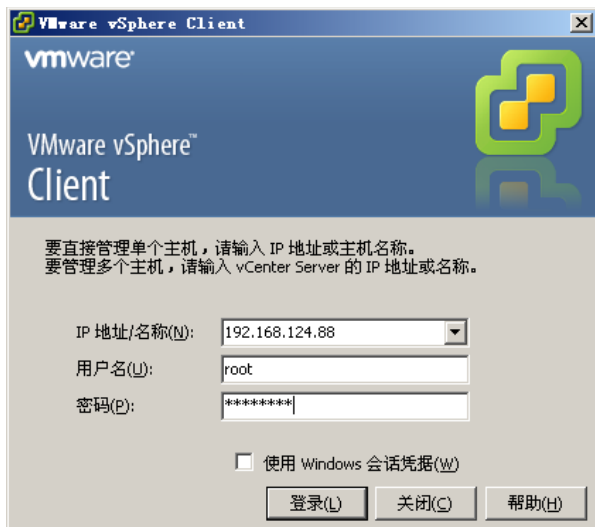 VMware vSphere Client
vmware®
VMware vSphere™
Client
要直接管理单个主机，请输入 IP 地址或主机名称。
要管理多个主机，请输入 vCenter Server 的 IP 地址或名称。
IP 地址/名称(N): 192.168.124.88
用户名(U): root
密码(P): ********
使用 Windows 会话凭据(W)
登录(L) 关闭(C) 帮助(H)